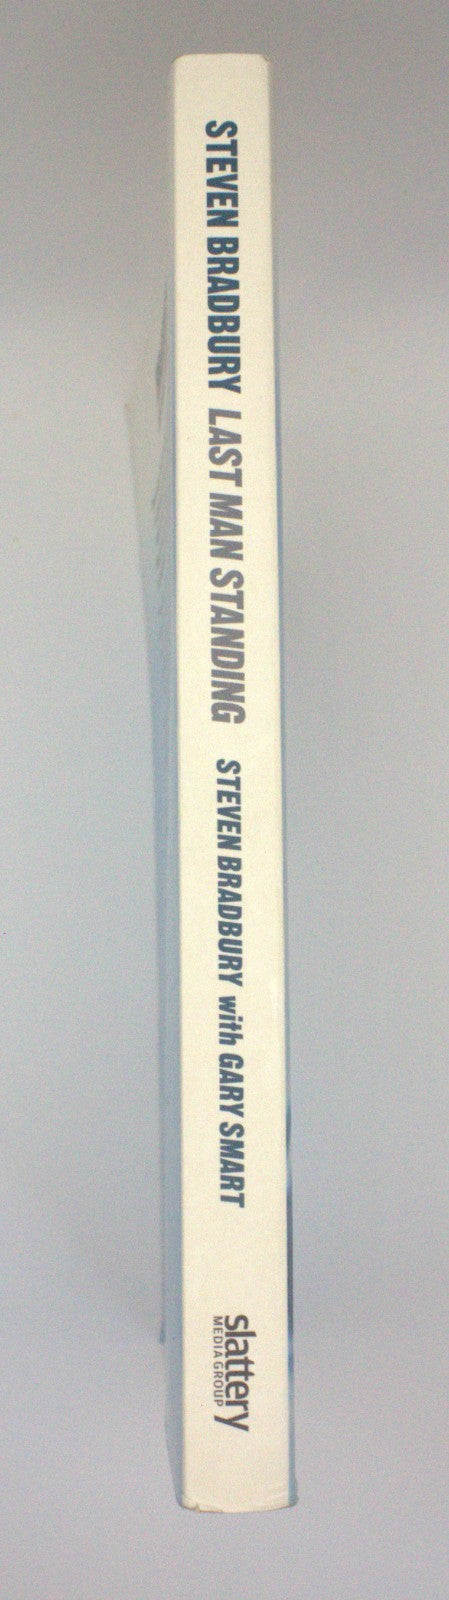 STEVEN BRADBURY LAST MAN STANDING
STEVEN BRADBURY with GARY SMART
slattery
MEDIA GROUP